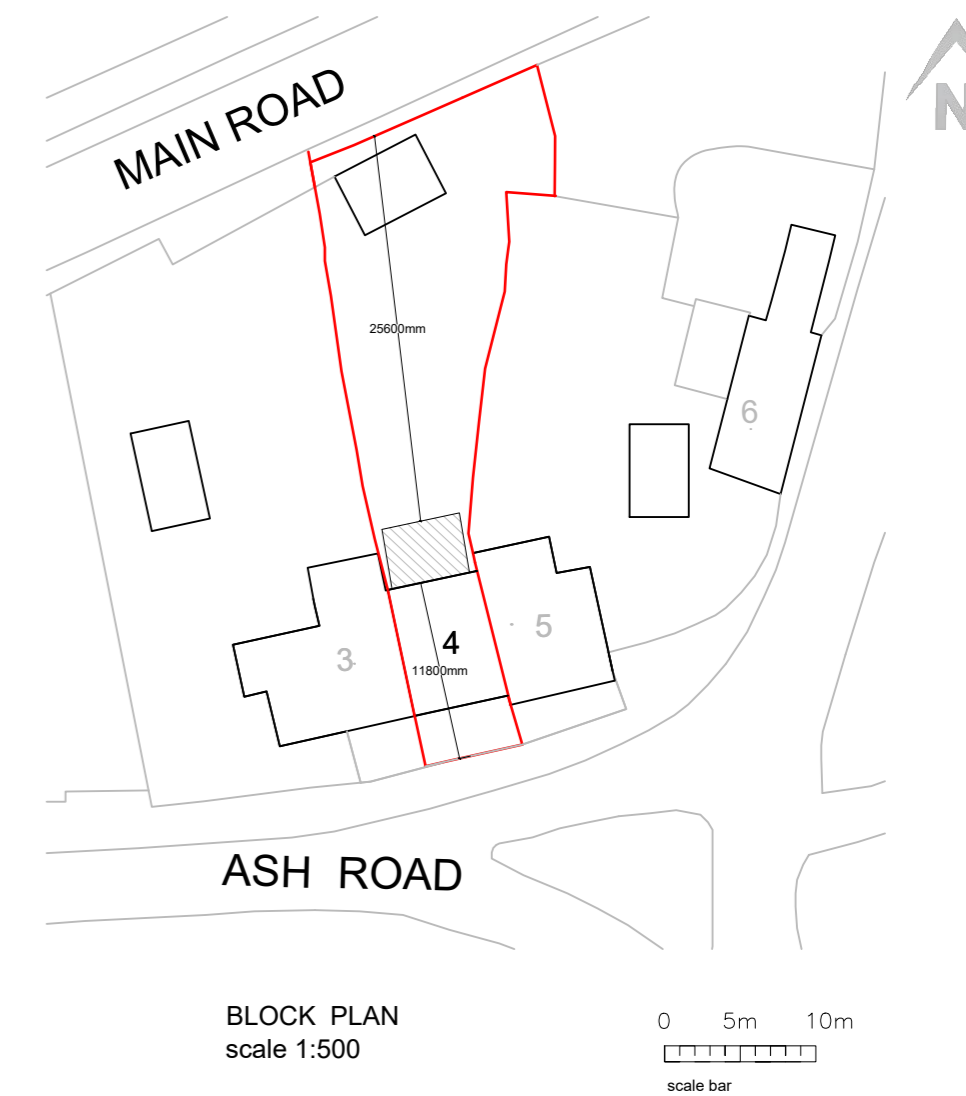 MAIN ROAD
N
25600mm
6
4
5
3
11800mm
ASH ROAD
BLOCK PLAN
scale 1:500
0 5m 10m
scale bar